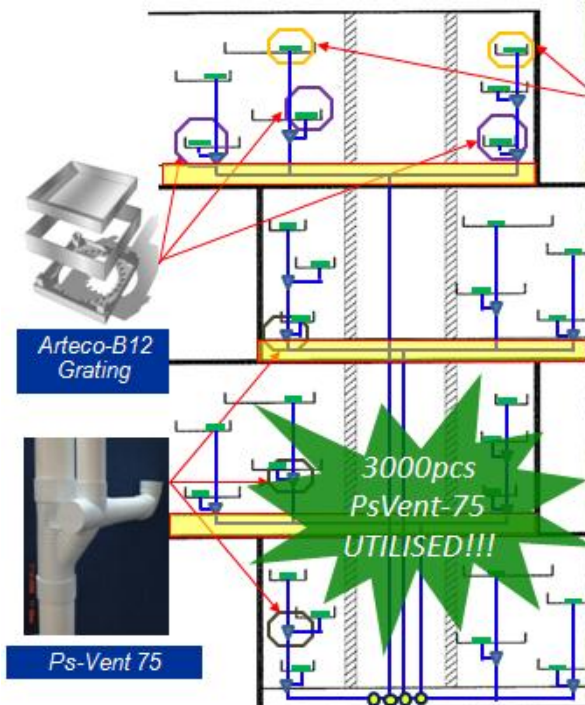 Arteco-B12
Grating
3000pcs
PsVent-75
UTILISED!!!
Ps-Vent 75